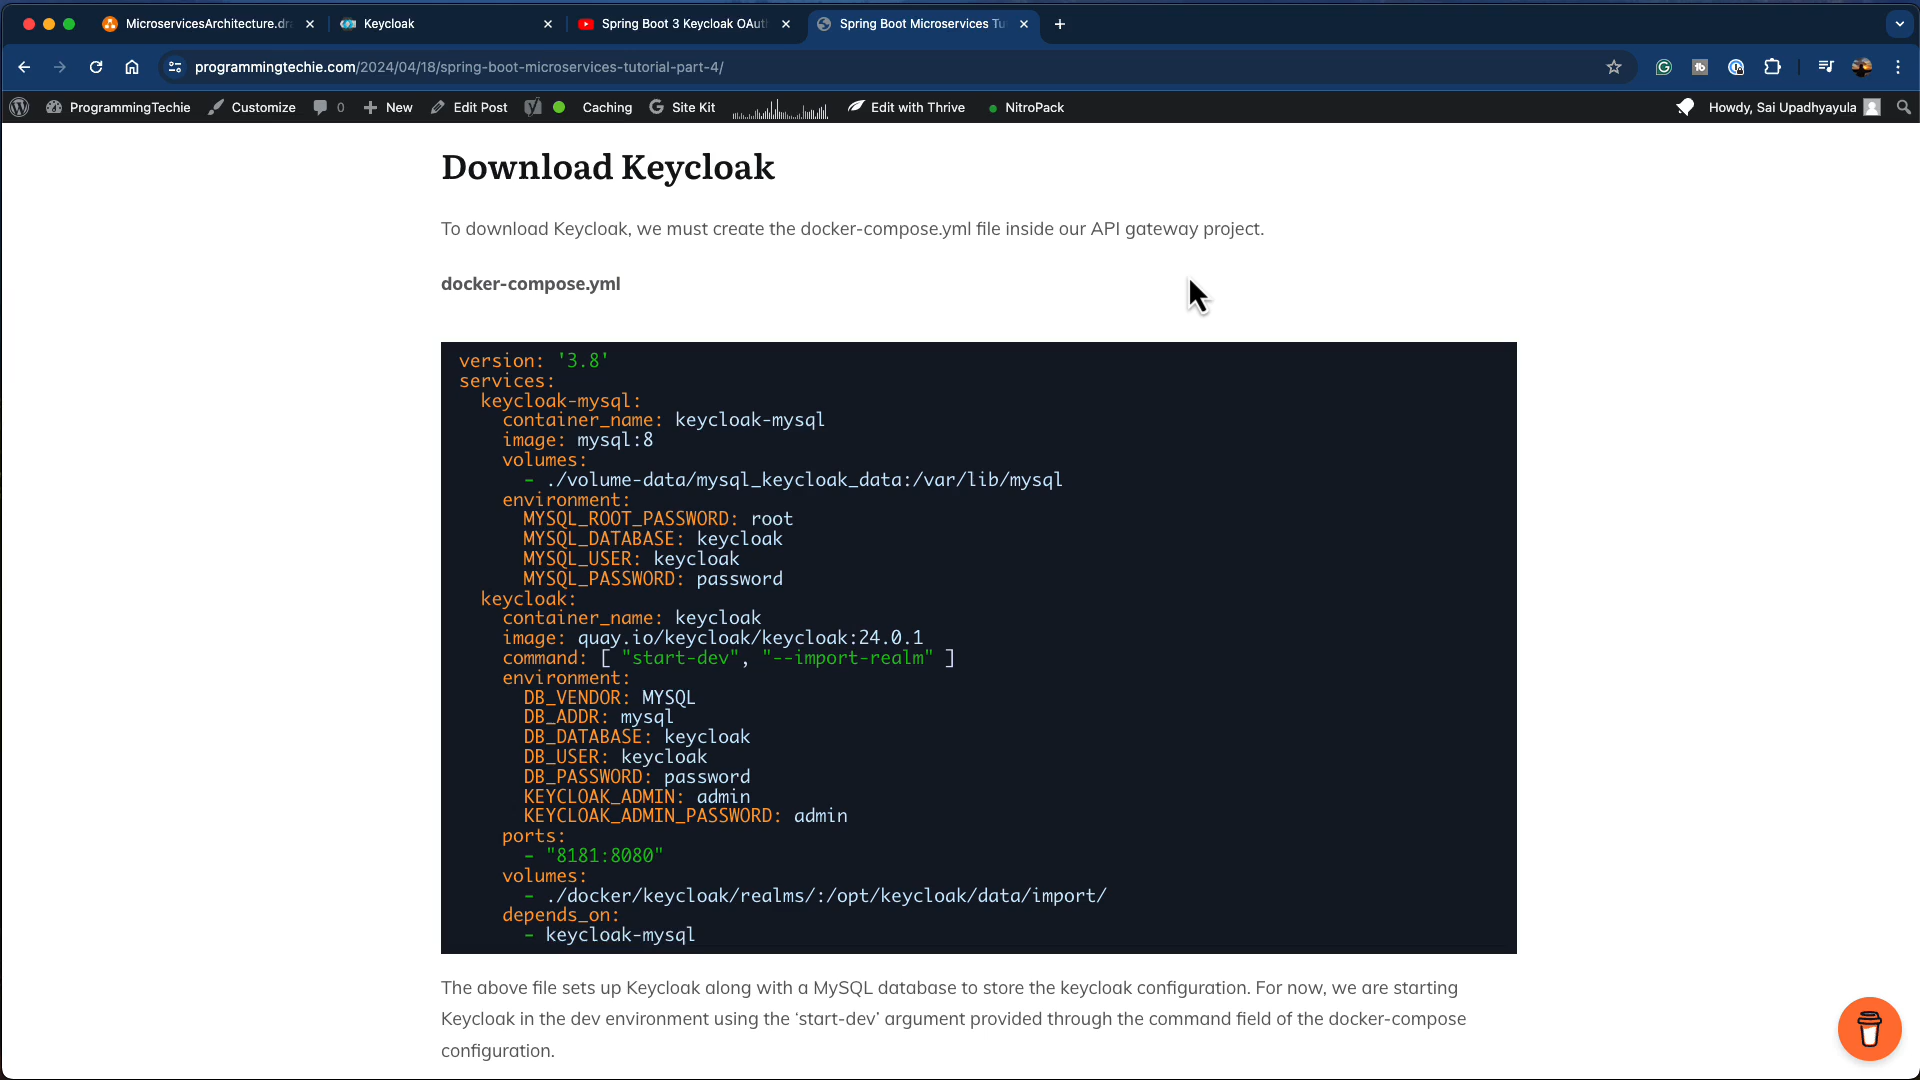 MicroservicesArchitecture.dr
Keycloak
Spring Boot 3 Keycloak OAut
Spring Boot Microservices Tu
programmingtechie.com/2024/04/18/spring-boot-microservices-tutorial-part-4/
ProgrammingTechie
Customize
0
New
Edit Post
Caching
Site Kit
Edit with Thrive
NitroPack
Howdy, Sai Upadhyayula
Download Keycloak
To download Keycloak, we must create the docker-compose.yml file inside our API gateway project.
docker-compose.yml
version: '3.8'
services:
keycloak-mysql:
container_name: keycloak-mysql
image: mysql:8
volumes:
- ./volume-data/mysql_keycloak_data:/var/lib/mysql
environment:
MYSQL_ROOT_PASSWORD: root
MYSQL_DATABASE: keycloak
MYSQL_USER: keycloak
MYSQL_PASSWORD: password
keycloak:
container_name: keycloak
image: quay.io/keycloak/keycloak:24.0.1
command: [ "start-dev", "--import-realm" ]
environment:
DB_VENDOR: MYSQL
DB_ADDR: mysql
DB_DATABASE: keycloak
DB_USER: keycloak
DB_PASSWORD: password
KEYCLOAK_ADMIN: admin
KEYCLOAK_ADMIN_PASSWORD: admin
ports:
- "8181:8080"
volumes:
- ./docker/keycloak/realms/:/opt/keycloak/data/import/
depends_on:
- keycloak-mysql
The above file sets up Keycloak along with a MySQL database to store the keycloak configuration. For now, we are starting
Keycloak in the dev environment using the ‘start-dev’ argument provided through the command field of the docker-compose
configuration.